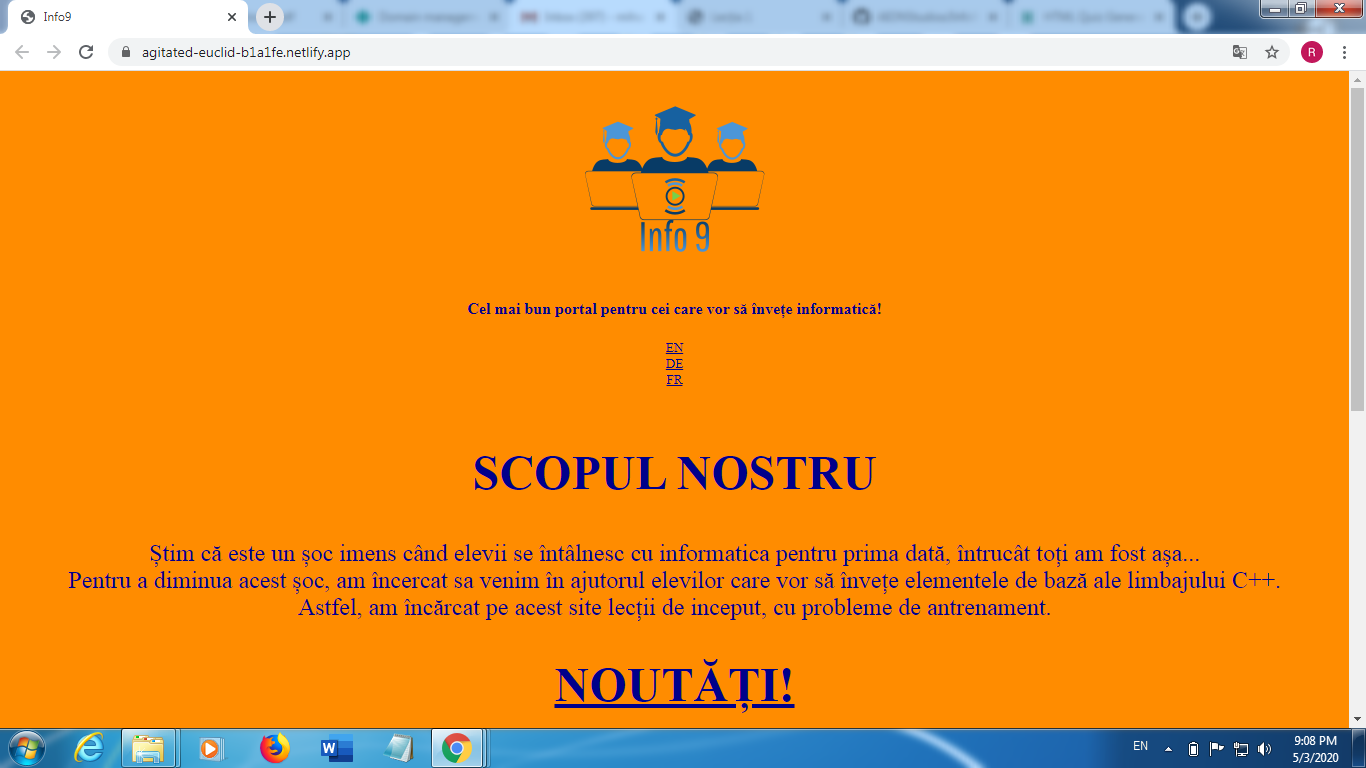 Info9
agitated-euclid-b1a1fe.netlify.app
R
Info 9
Cel mai bun portal pentru cei care vor să învețe informatică!
EN
DE
FR
SCOPUL NOSTRU
Știm că este un șoc imens când elevii se întâlnesc cu informatica pentru prima dată, întrucât toți am fost așa...
Pentru a diminua acest șoc, am încercat sa venim în ajutorul elevilor care vor să învețe elementele de bază ale limbajului C++.
Astfel, am încărcat pe acest site lecții de inceput, cu probleme de antrenament.
NOUTĂȚI!
EN
9:08 PM
5/3/2020